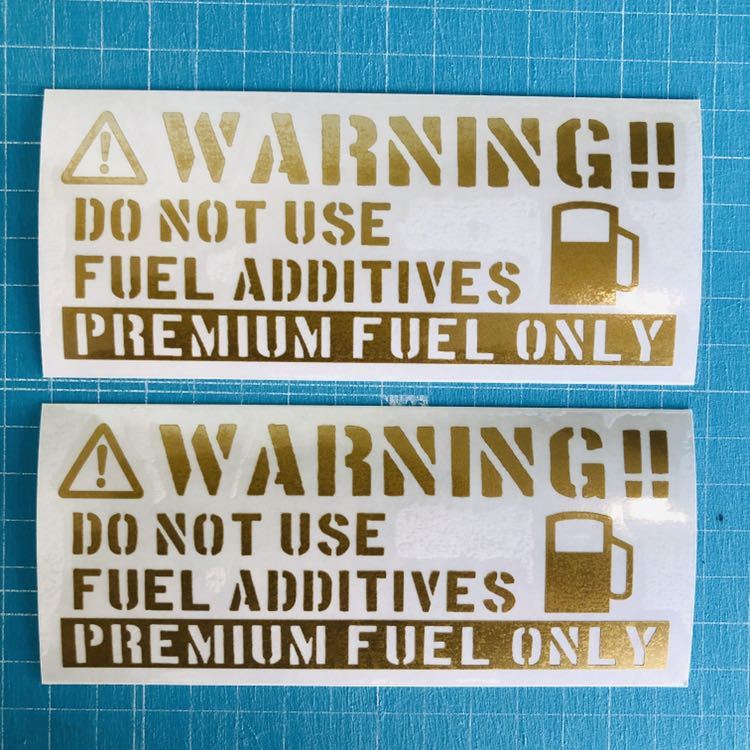 WARNING!!
DO NOT USE
FUEL ADDITIVES
PREMIUM FUEL ONLY
WARNING!!
DO NOT USE
FUEL ADDITIVES
PREMIUM FUEL ONLY